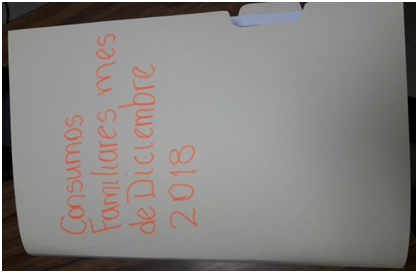 Consumos
Familiares mes
de Diciembre
2018